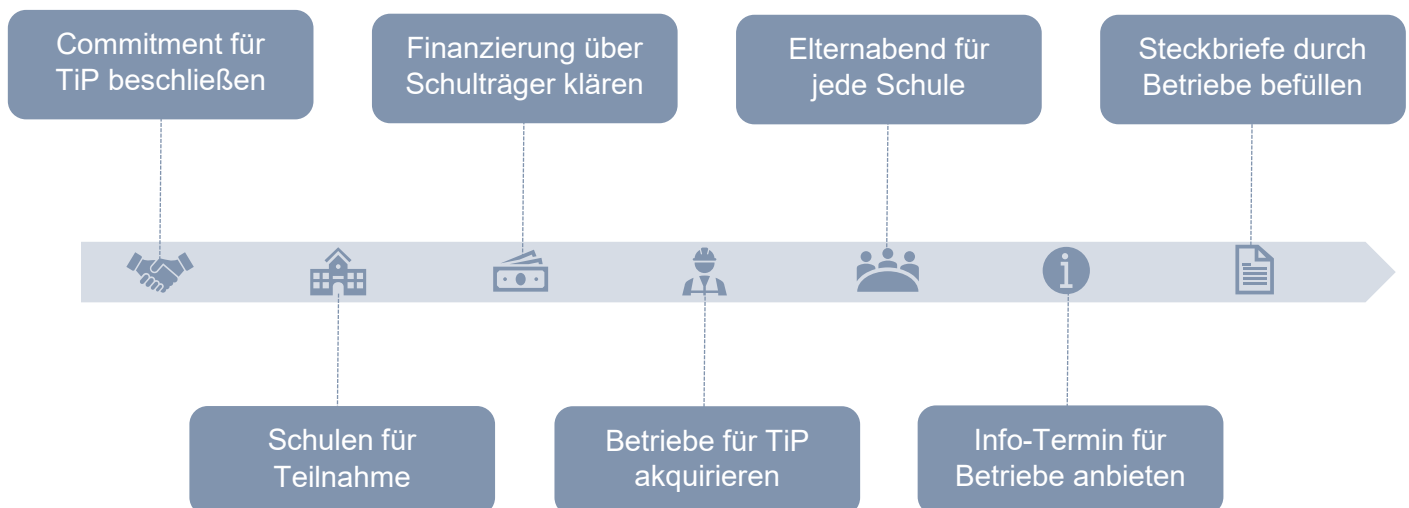 Commitment für
TiP beschließen
Schulen für
Teilnahme
Finanzierung über
Schulträger klären
Betriebe für TiP
akquirieren
Elternabend für
jede Schule
Info-Termin für
Betriebe anbieten
Steckbriefe durch
Betriebe befüllen